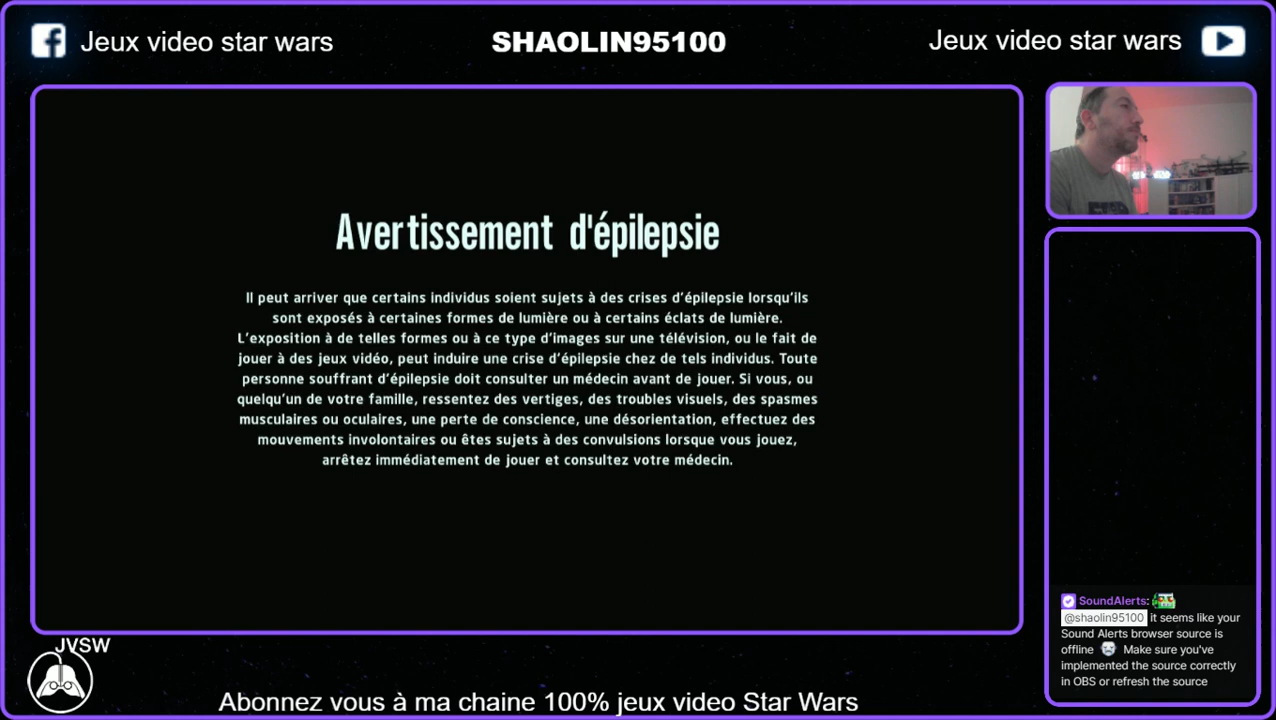 Jeux video star wars
SHAOLIN95100
Jeux video star wars
Avertissement d'épilepsie
Il peut arriver que certains individus soient sujets à des crises d'épilepsie lorsqu'ils
sont exposés à certaines formes de lumière ou à certains éclats de lumière.
L'exposition à de telles formes ou à ce type d'images sur une télévision, ou le fait de
jouer à des jeux vidéo, peut induire une crise d'épilepsie chez de tels individus. Toute
personne souffrant d'épilepsie doit consulter un médecin avant de jouer. Si vous, ou
quelqu'un de votre famille, ressentez des vertiges, des troubles visuels, des spasmes
musculaires ou oculaires, une perte de conscience, une désorientation, effectuez des
mouvements involontaires ou êtes sujets à des convulsions lorsque vous jouez,
arrêtez immédiatement de jouer et consultez votre médecin.
SoundAlerts:
@shaolin95100 it seems like your
Sound Alerts browser source is
offline Make sure you've
implemented the source correctly
in OBS or refresh the source
JVSW
Abonnez vous à ma chaine 100% jeux video Star Wars